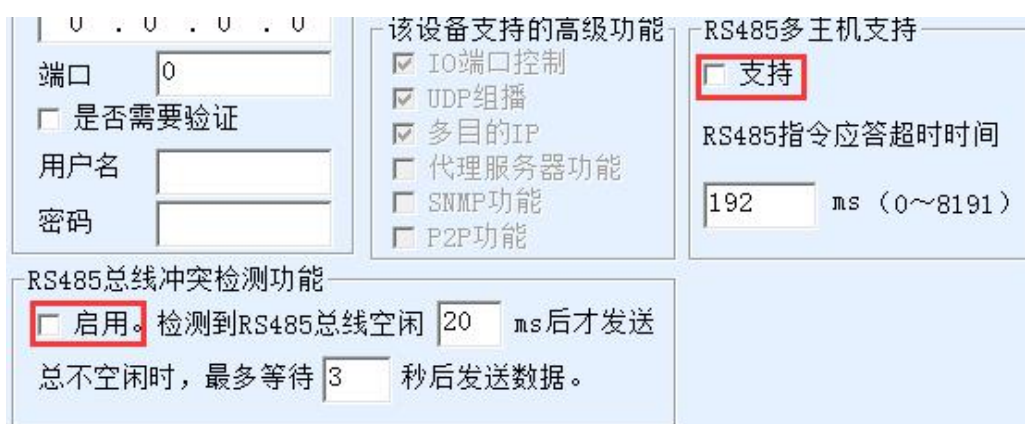 0 . 0 . 0 . 0
端口 0
是否需要验证
用户名
密码
该设备支持的高级功能
IO端口控制
UDP组播
多目的IP
代理服务器功能
SNMP功能
P2P功能
RS485多主机支持
支持
RS485指令应答超时时间
192 ms (0～8191)
RS485总线冲突检测功能
启用。检测到RS485总线空闲 20 ms后才发送
总不空闲时，最多等待 3 秒后发送数据。